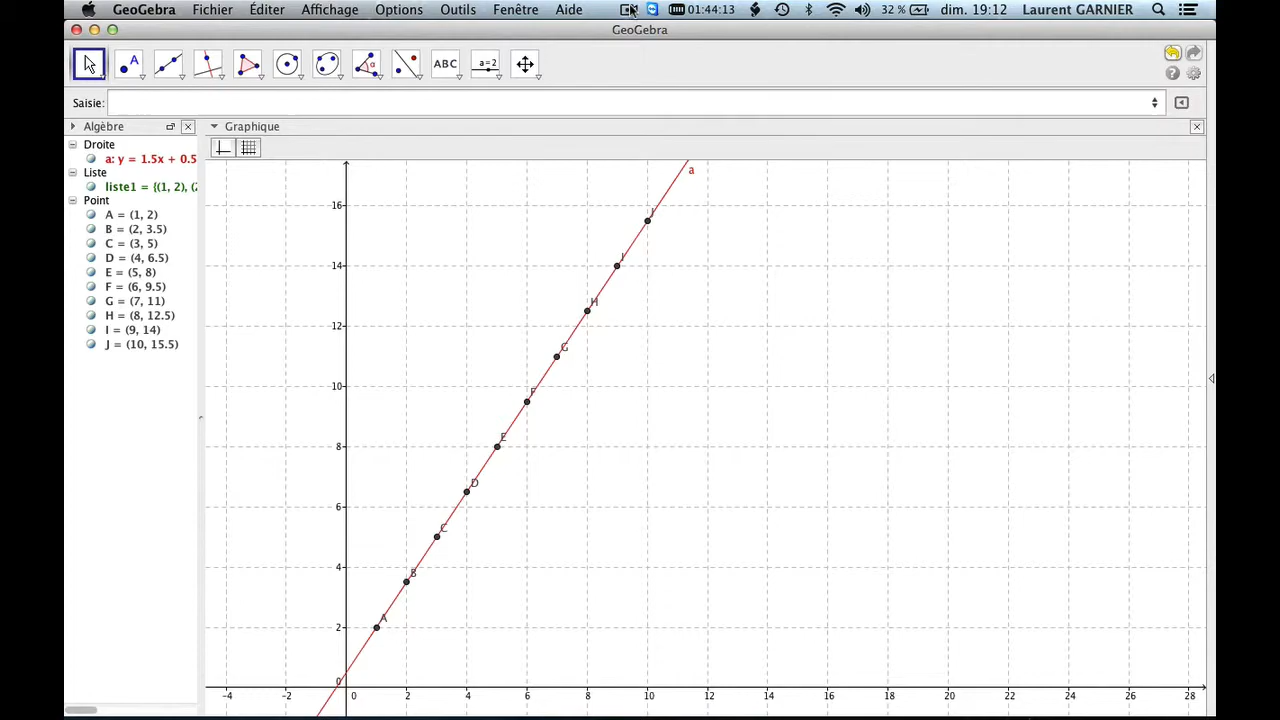 GeoGebra Fichier Éditer Affichage Options Outils Fenêtre Aide 01:44:13 32 % dim. 19:12 Laurent GARNIER
GeoGebra
A α ABC a=2
Saisie:
Algèbre Graphique
Droite
a: y = 1.5x + 0.5
Liste
liste1 = {(1, 2), (2
Point
A = (1, 2)
B = (2, 3.5)
C = (3, 5)
D = (4, 6.5)
E = (5, 8)
F = (6, 9.5)
G = (7, 11)
H = (8, 12.5)
I = (9, 14)
J = (10, 15.5)
a
16 J
14 I
H
12
G
10 F
8 E
D
6
C
4 B
2 A
0
-4 -2 0 2 4 6 8 10 12 14 16 18 20 22 24 26 28